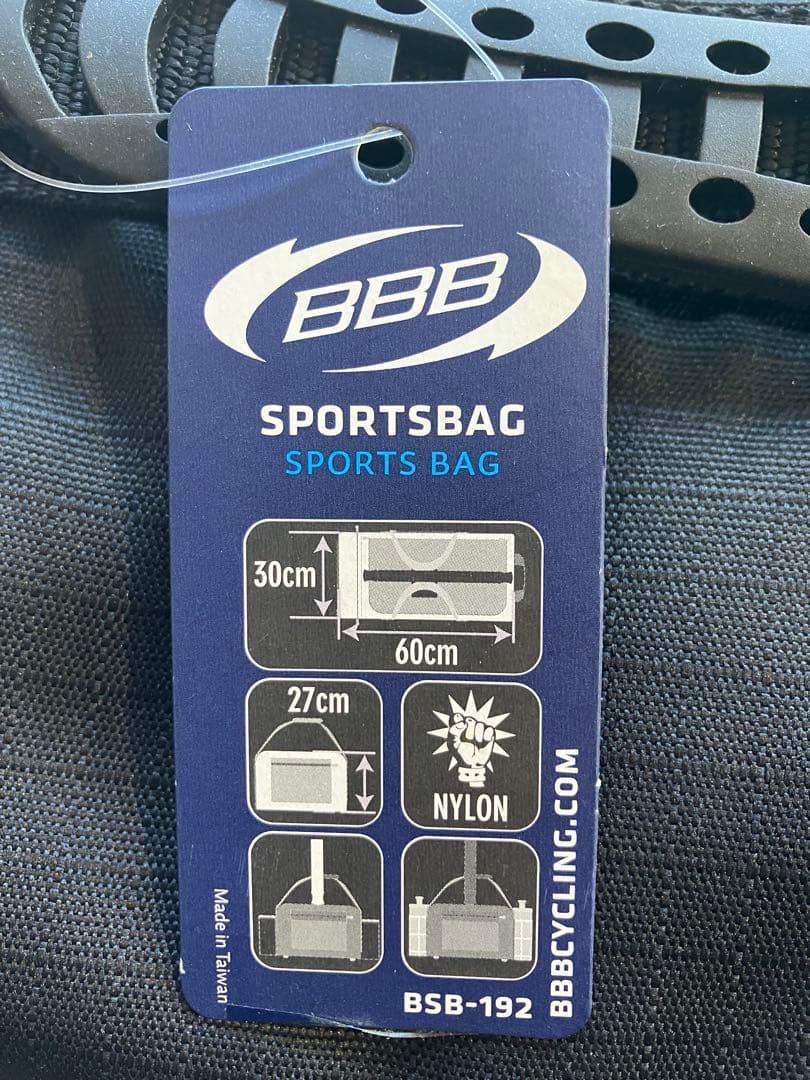 BBB
SPORTSBAG
SPORTS BAG
30cm
60cm
27cm
NYLON
Made in Taiwan
BSB-192
BBBCYCLING.COM